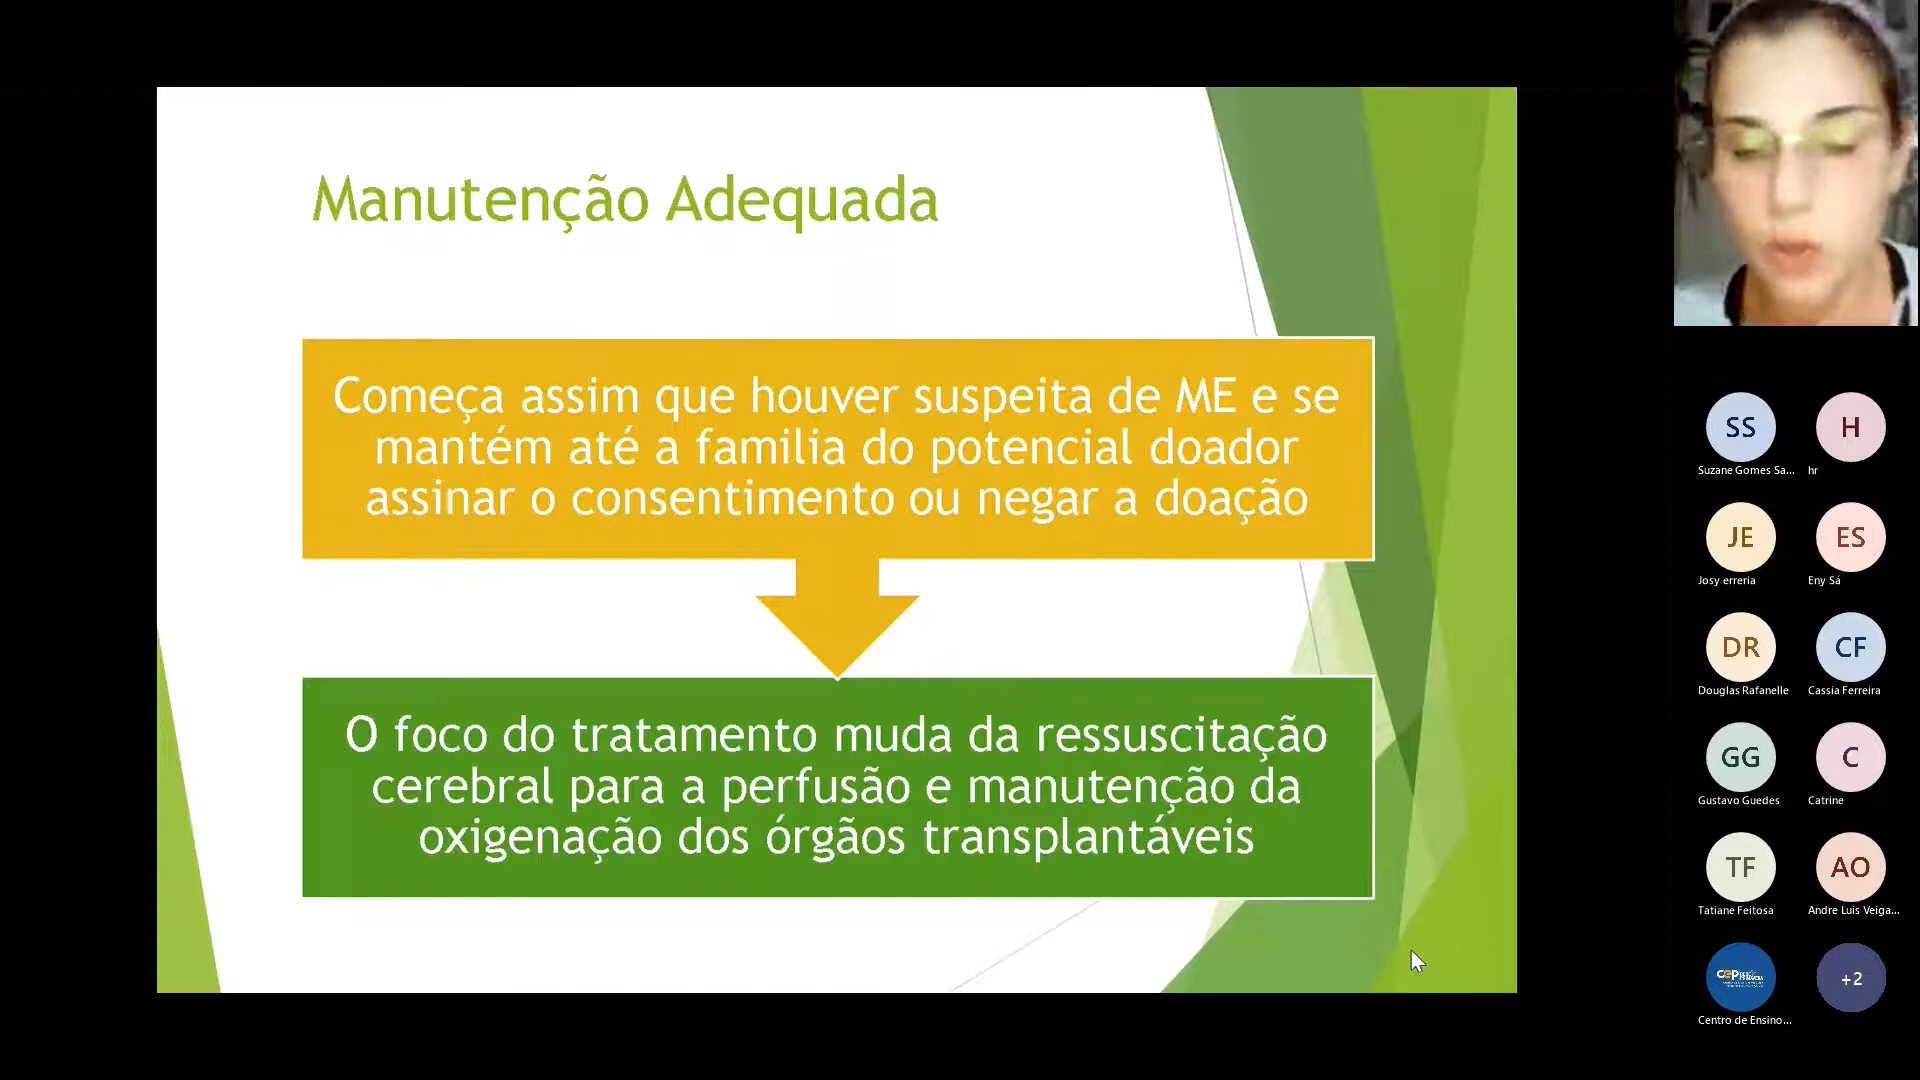 Manutenção Adequada
Começa assim que houver suspeita de ME e se
mantém até a familia do potencial doador
assinar o consentimento ou negar a doação
O foco do tratamento muda da ressuscitação
cerebral para a perfusão e manutenção da
oxigenação dos órgãos transplantáveis
SS
H
Suzane Gomes Sa...
hr
JE
ES
Josy erreria
Eny Sá
DR
CF
Douglas Rafanelle
Cassia Ferreira
GG
C
Gustavo Guedes
Catrine
TF
AO
Tatiane Feitosa
Andre Luis Veiga...
cep
+2
Centro de Ensino...